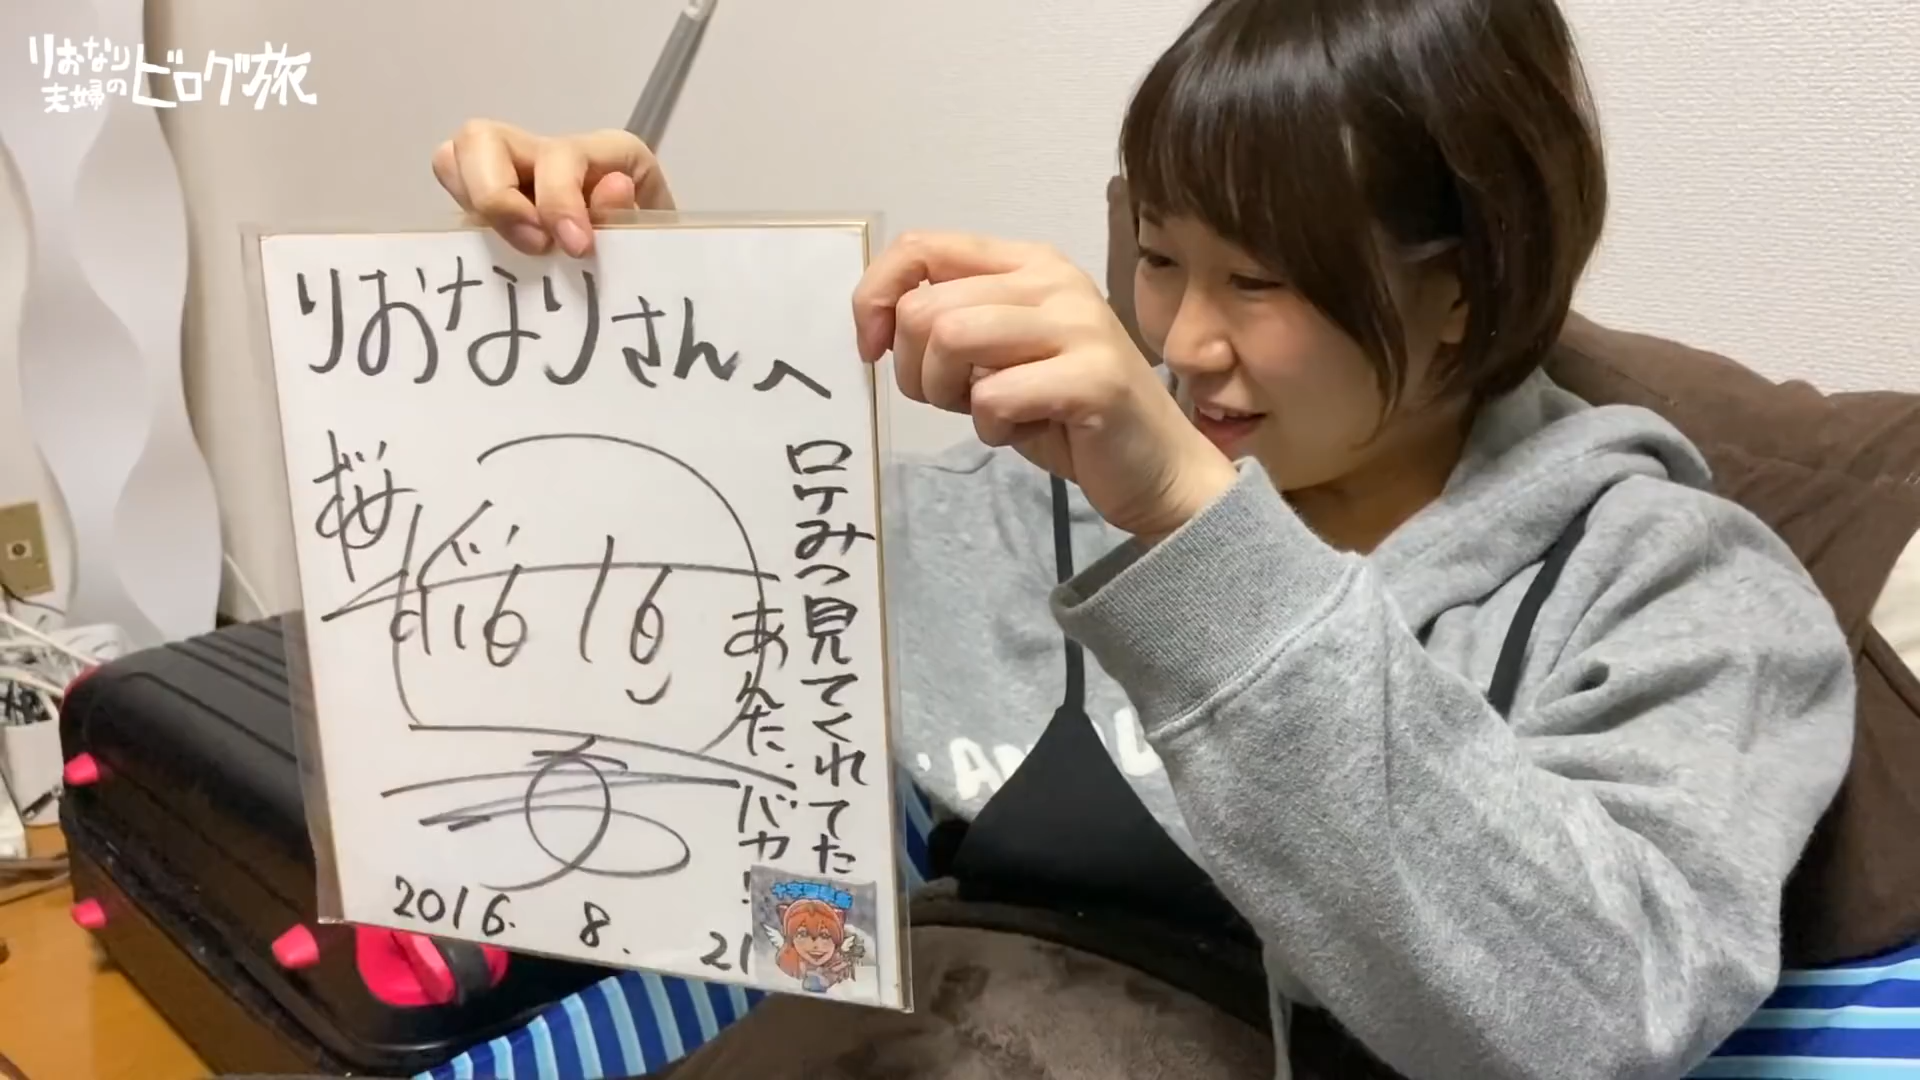 りおなり
夫婦の
ビログ旅
りおなりさんへ
ロケみつ見てくれてた
あんた、バカ!
桜
2016. 8. 21